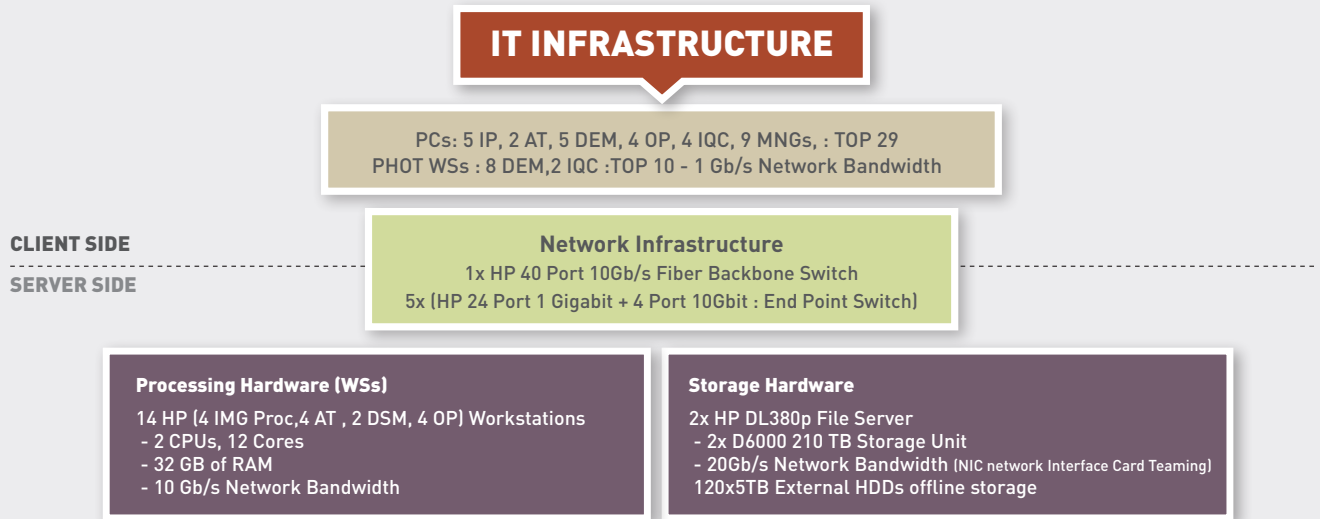 IT INFRASTRUCTURE
PCs: 5 IP, 2 AT, 5 DEM, 4 OP, 4 IQC, 9 MNGs, : TOP 29
PHOT WSs : 8 DEM,2 IQC :TOP 10 - 1 Gb/s Network Bandwidth
CLIENT SIDE
SERVER SIDE
Network Infrastructure
1x HP 40 Port 10Gb/s Fiber Backbone Switch
5x (HP 24 Port 1 Gigabit + 4 Port 10Gbit : End Point Switch)
Processing Hardware (WSs)
14 HP (4 IMG Proc,4 AT , 2 DSM, 4 OP) Workstations
- 2 CPUs, 12 Cores
- 32 GB of RAM
- 10 Gb/s Network Bandwidth
Storage Hardware
2x HP DL380p File Server
- 2x D6000 210 TB Storage Unit
- 20Gb/s Network Bandwidth (NIC network Interface Card Teaming)
120x5TB External HDDs offline storage